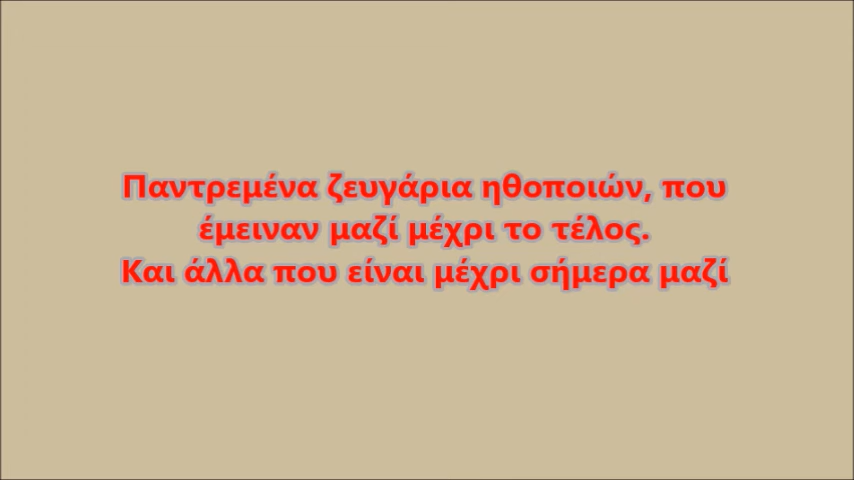 Παντρεμένα ζευγάρια ηθοποιών, που
έμειναν μαζί μέχρι το τέλος.
Και άλλα που είναι μέχρι σήμερα μαζί